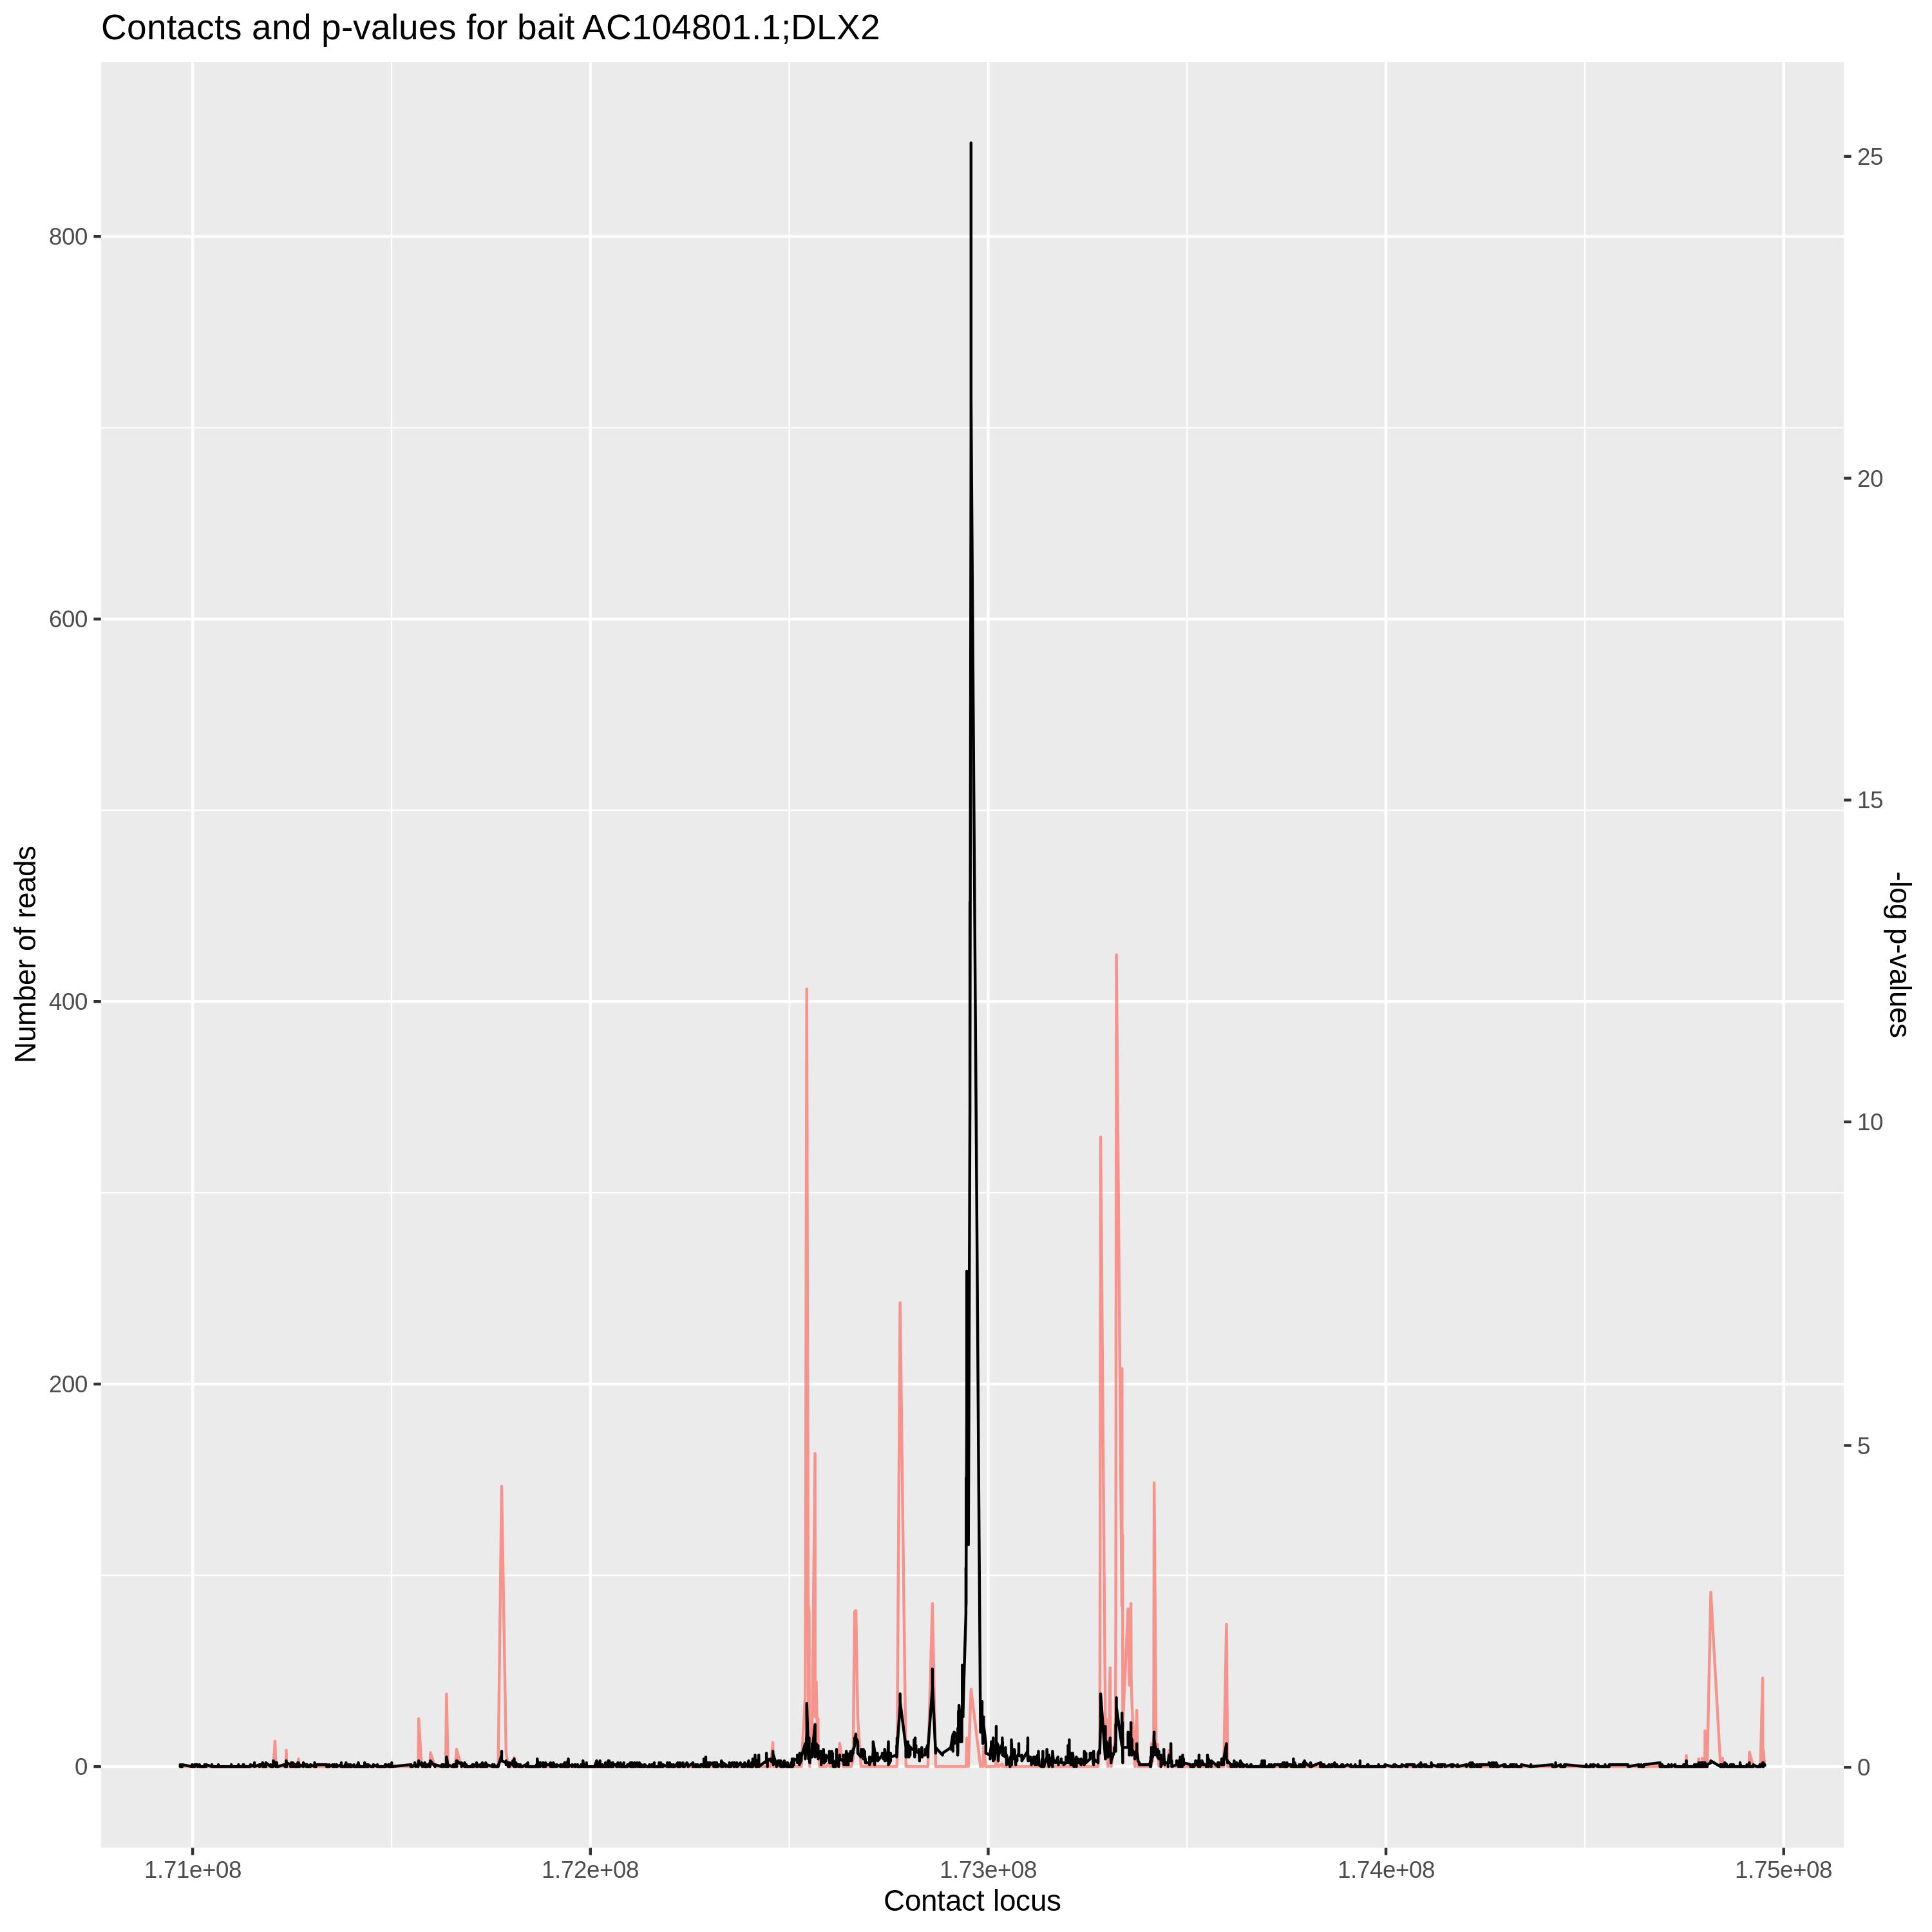 Contacts and p-values for bait AC104801.1;DLX2
Number of reads
800
600
400
200
0
25
20
15
10
5
0
-log p-values
1.71e+08
1.72e+08
1.73e+08
1.74e+08
1.75e+08
Contact locus